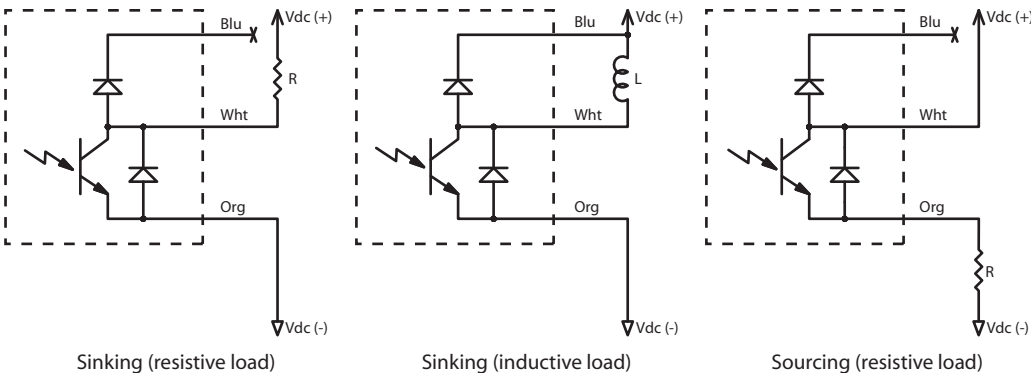 Blu
Vdc (+)
R
Wht
Org
Vdc (-)
Sinking (resistive load)
Blu
Vdc (+)
L
Wht
Org
Vdc (-)
Sinking (inductive load)
Blu
Vdc (+)
Wht
Org
R
Vdc (-)
Sourcing (resistive load)